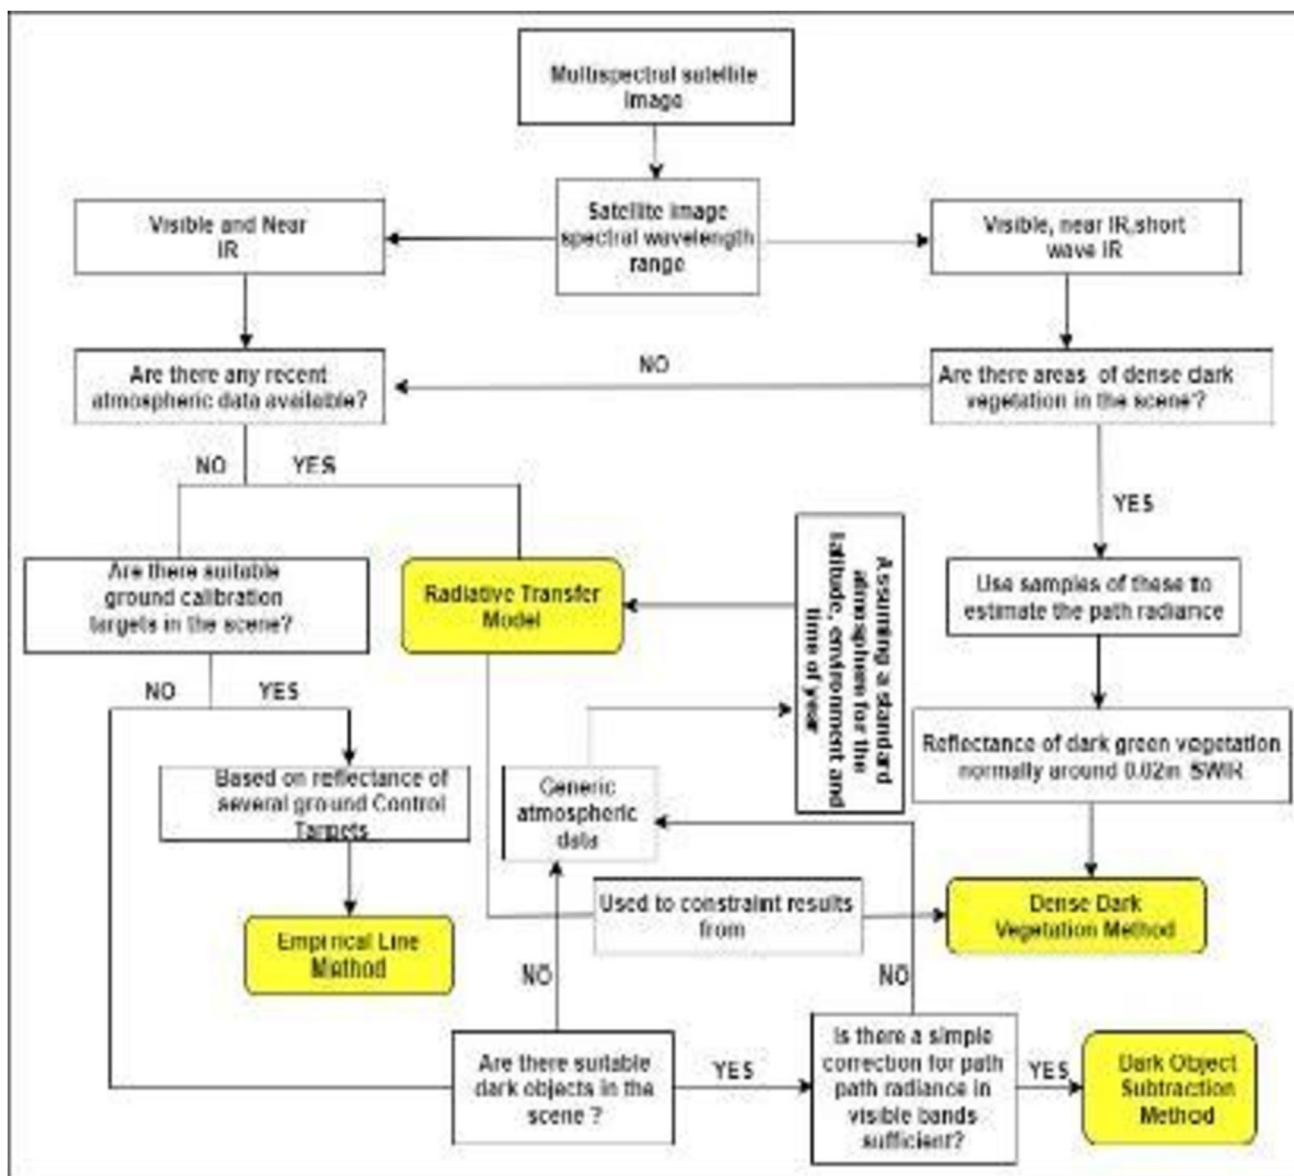 Multispectral satellite
image
Satellite image
spectral wavelength
range
Visible and Near
IR
Visible, near IR,short
wave IR
Are there any recent
atmospheric data available?
NO
Are there areas of dense dark
vegetation in the scene?
NO
YES
YES
Are there suitable
ground calibration
targets in the scene?
Radiative Transfer
Model
Assuming a standard
atmosphere for the
latitude, environment and
time of year
Use samples of these to
estimate the path radiance
NO
YES
Based on reflectance of
several ground Control
Targets
Generic
atmospheric
data
Reflectance of dark green vegetation
normally around 0.02in SWIR
Empirical Line
Method
Used to constraint results
from
Dense Dark
Vegetation Method
NO
NO
Are there suitable
dark objects in the
scene ?
YES
Is there a simple
correction for path
path radiance in
visible bands
sufficient?
YES
Dark Object
Subtraction
Method